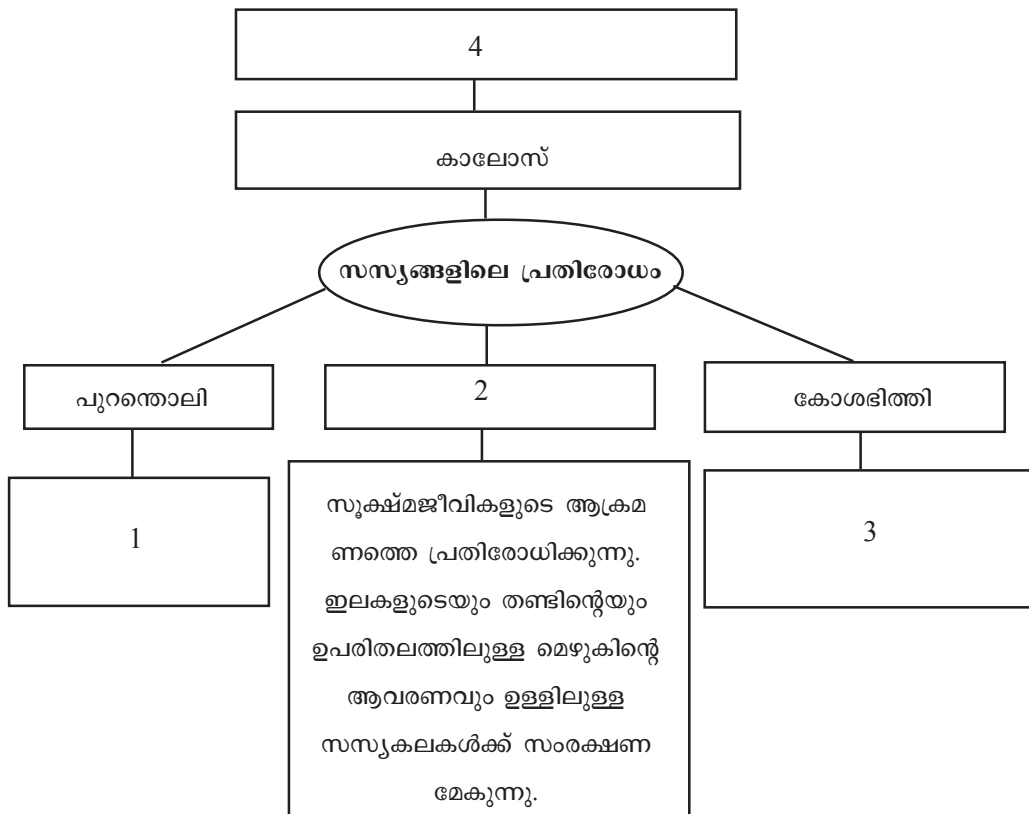 4
കാലോസ്
സസ്യങ്ങളിലെ പ്രതിരോധം
പുറന്തൊലി
2
കോശഭിത്തി
1
സൂക്ഷ്മജീവികളുടെ ആക്രമ
ണത്തെ പ്രതിരോധിക്കുന്നു.
ഇലകളുടെയും തണ്ടിന്റെയും
ഉപരിതലത്തിലുള്ള മെഴുകിന്റെ
ആവരണവും ഉള്ളിലുള്ള
സസ്യകലകൾക്ക് സംരക്ഷണ
മേകുന്നു.
3